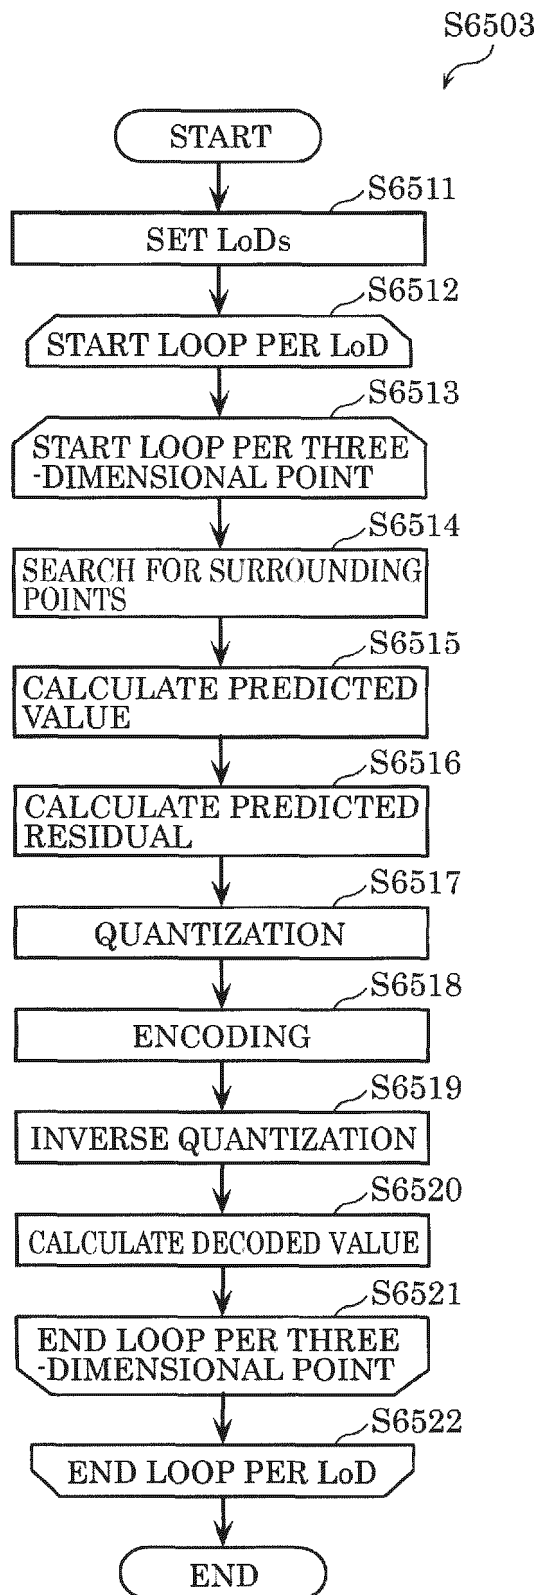 S6503
START
S6511
SET LoDs
S6512
START LOOP PER LoD
S6513
START LOOP PER THREE
-DIMENSIONAL POINT
S6514
SEARCH FOR SURROUNDING
POINTS
S6515
CALCULATE PREDICTED
VALUE
S6516
CALCULATE PREDICTED
RESIDUAL
S6517
QUANTIZATION
S6518
ENCODING
S6519
INVERSE QUANTIZATION
S6520
CALCULATE DECODED VALUE
S6521
END LOOP PER THREE
-DIMENSIONAL POINT
S6522
END LOOP PER LoD
END